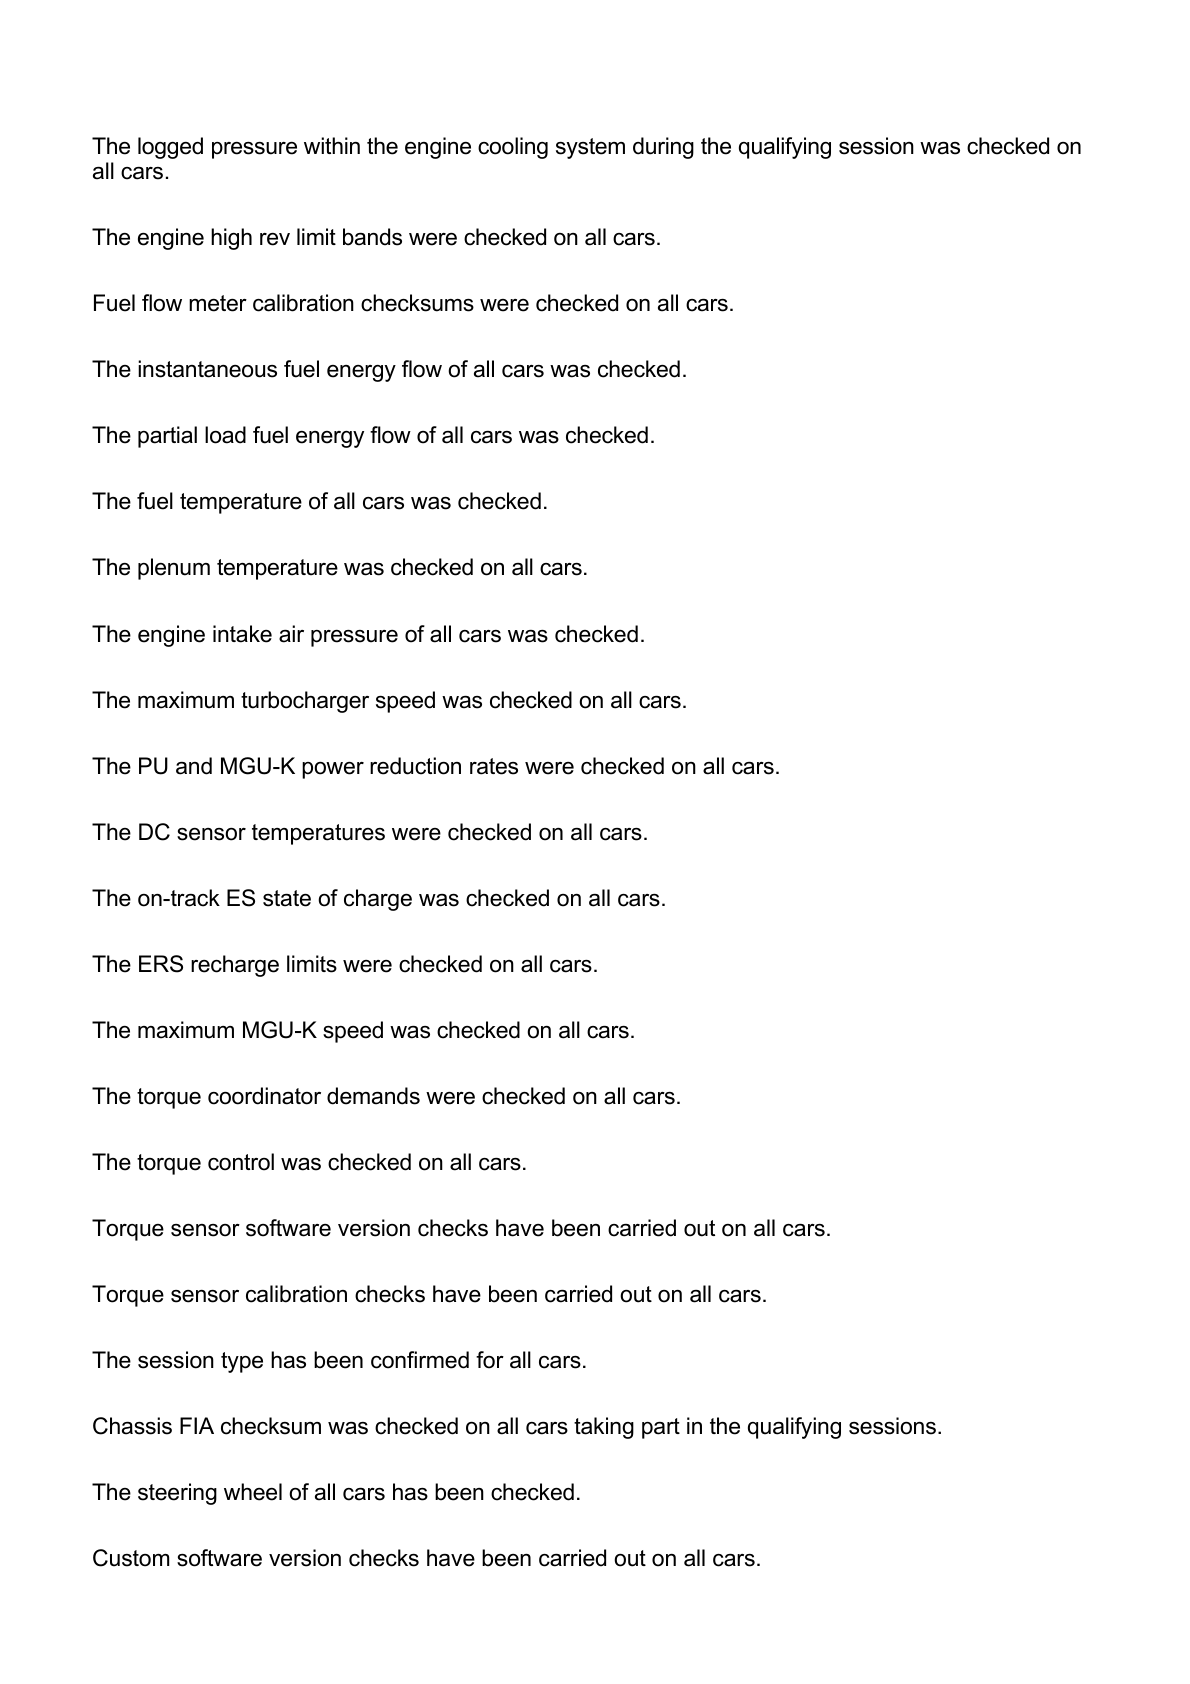 The logged pressure within the engine cooling system during the qualifying session was checked on
all cars.
The engine high rev limit bands were checked on all cars.
Fuel flow meter calibration checksums were checked on all cars.
The instantaneous fuel energy flow of all cars was checked.
The partial load fuel energy flow of all cars was checked.
The fuel temperature of all cars was checked.
The plenum temperature was checked on all cars.
The engine intake air pressure of all cars was checked.
The maximum turbocharger speed was checked on all cars.
The PU and MGU-K power reduction rates were checked on all cars.
The DC sensor temperatures were checked on all cars.
The on-track ES state of charge was checked on all cars.
The ERS recharge limits were checked on all cars.
The maximum MGU-K speed was checked on all cars.
The torque coordinator demands were checked on all cars.
The torque control was checked on all cars.
Torque sensor software version checks have been carried out on all cars.
Torque sensor calibration checks have been carried out on all cars.
The session type has been confirmed for all cars.
Chassis FIA checksum was checked on all cars taking part in the qualifying sessions.
The steering wheel of all cars has been checked.
Custom software version checks have been carried out on all cars.